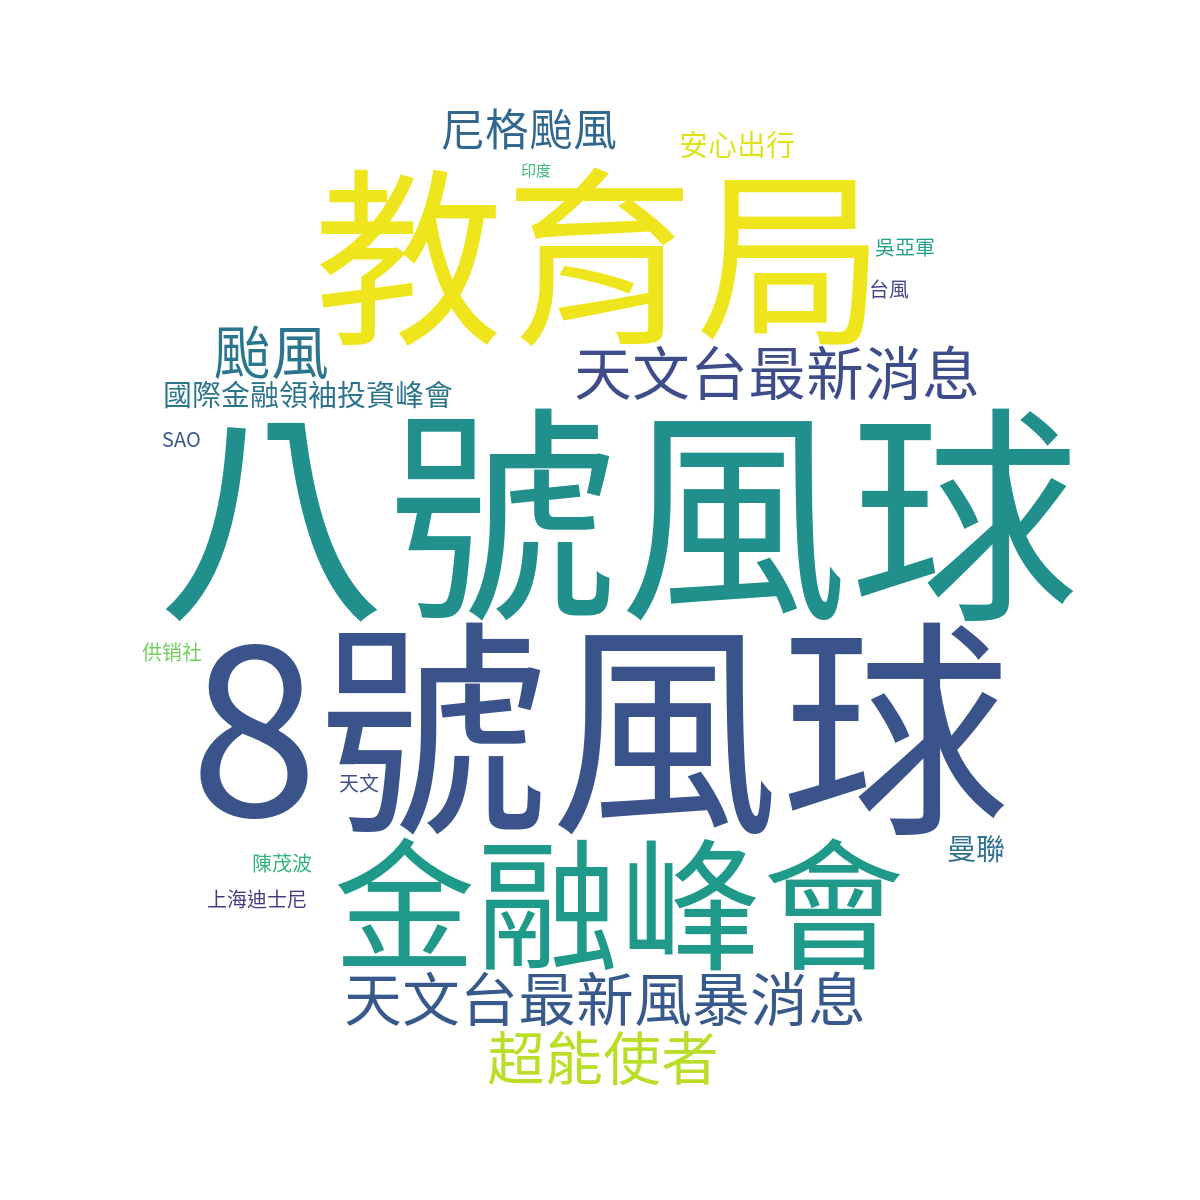 尼格颱風
安心出行
印度
教育局
吳亞軍
台風
颱風
天文台最新消息
國際金融領袖投資峰會
SAO
八號風球
供销社
8號風球
天文
曼聯
金融峰會
陳茂波
上海迪士尼
天文台最新風暴消息
超能使者